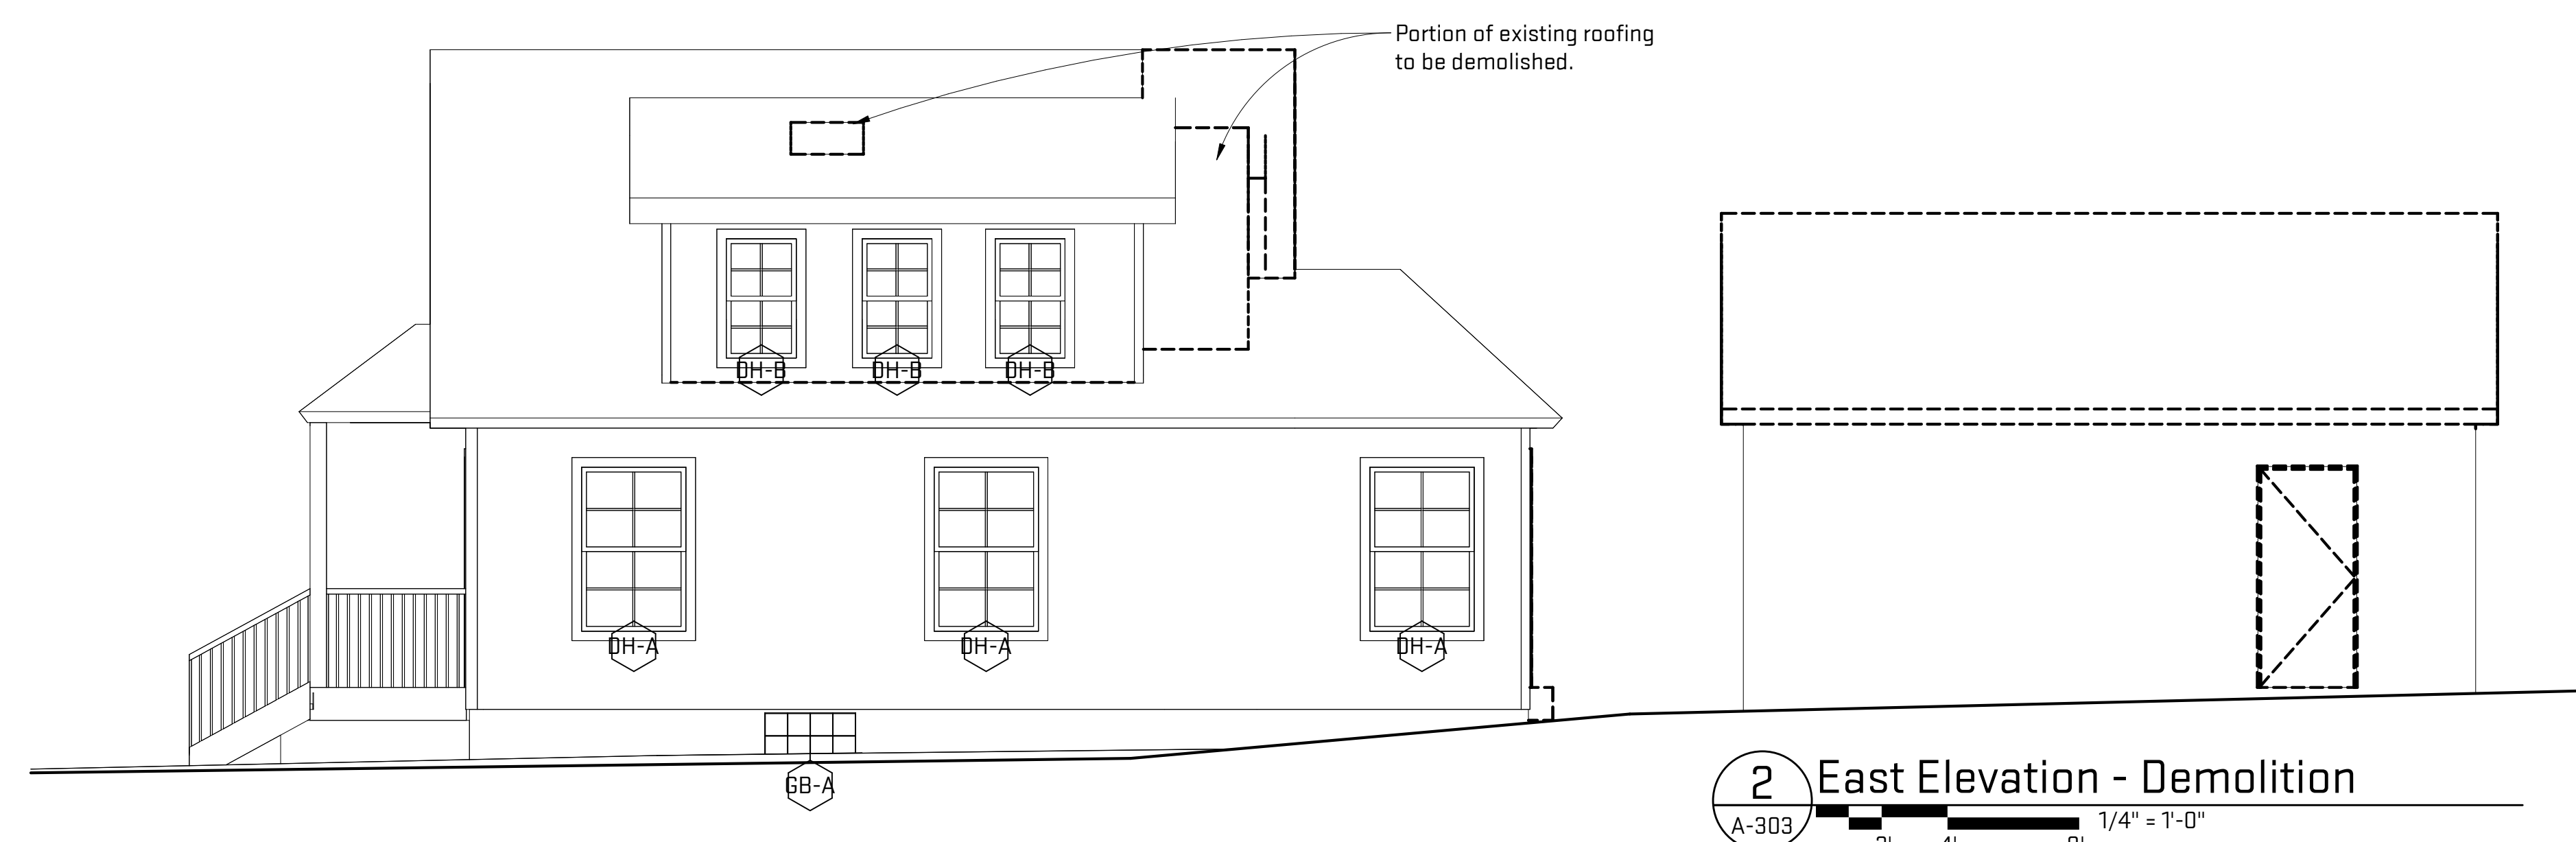 Portion of existing roofing
to be demolished.
DH-B DH-B DH-B
DH-A DH-A DH-A
GB-A
2 East Elevation - Demolition
A-303 1/4" = 1'-0"